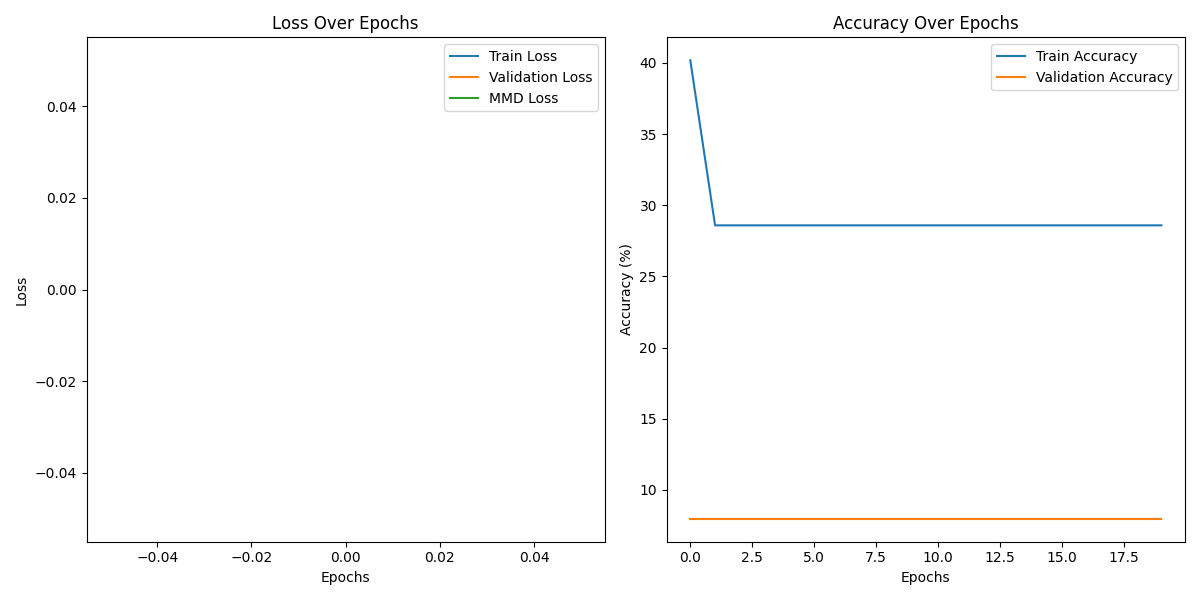 Loss Over Epochs
Train Loss
Validation Loss
MMD Loss
0.04
0.02
0.00
−0.02
−0.04
Loss
−0.04
−0.02
0.00
0.02
0.04
Epochs
Accuracy Over Epochs
Train Accuracy
Validation Accuracy
40
35
30
25
20
15
10
Accuracy (%)
0.0
2.5
5.0
7.5
10.0
12.5
15.0
17.5
Epochs